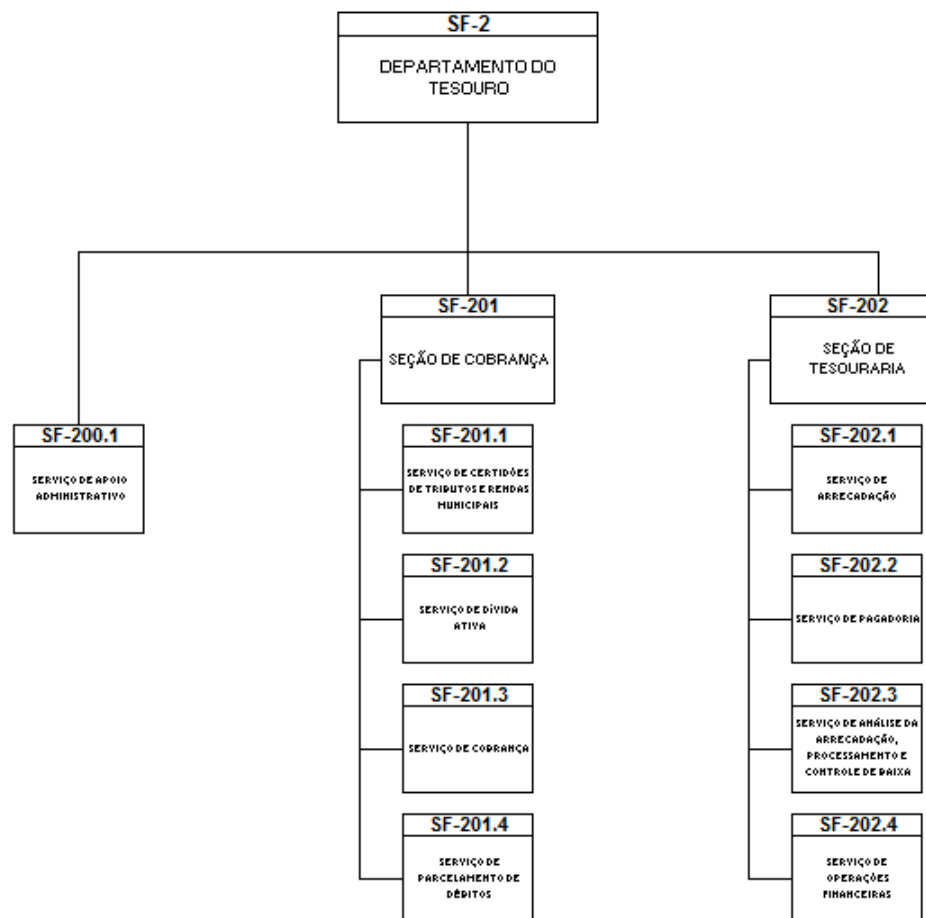 SF-2
DEPARTAMENTO DO
TESOURO
SF-201
SEÇÃO DE COBRANÇA
SF-202
SEÇÃO DE
TESOURARIA
SF-200.1
SERVIÇO DE APOIO
ADMINISTRATIVO
SF-201.1
SERVIÇO DE CERTIDÕES
DE TRIBUTOS E RENDAS
MUNICIPAIS
SF-202.1
SERVIÇO DE
ARRECADAÇÃO
SF-201.2
SERVIÇO DE DÍVIDA
ATIVA
SF-202.2
SERVIÇO DE PAGADORIA
SF-201.3
SERVIÇO DE COBRANÇA
SF-202.3
SERVIÇO DE ANÁLISE DA
ARRECADAÇÃO,
PROCESSAMENTO E
CONTROLE DE BAIXA
SF-201.4
SERVIÇO DE
PARCELAMENTO DE
DÉBITOS
SF-202.4
SERVIÇO DE
OPERAÇÕES
FINANCEIRAS